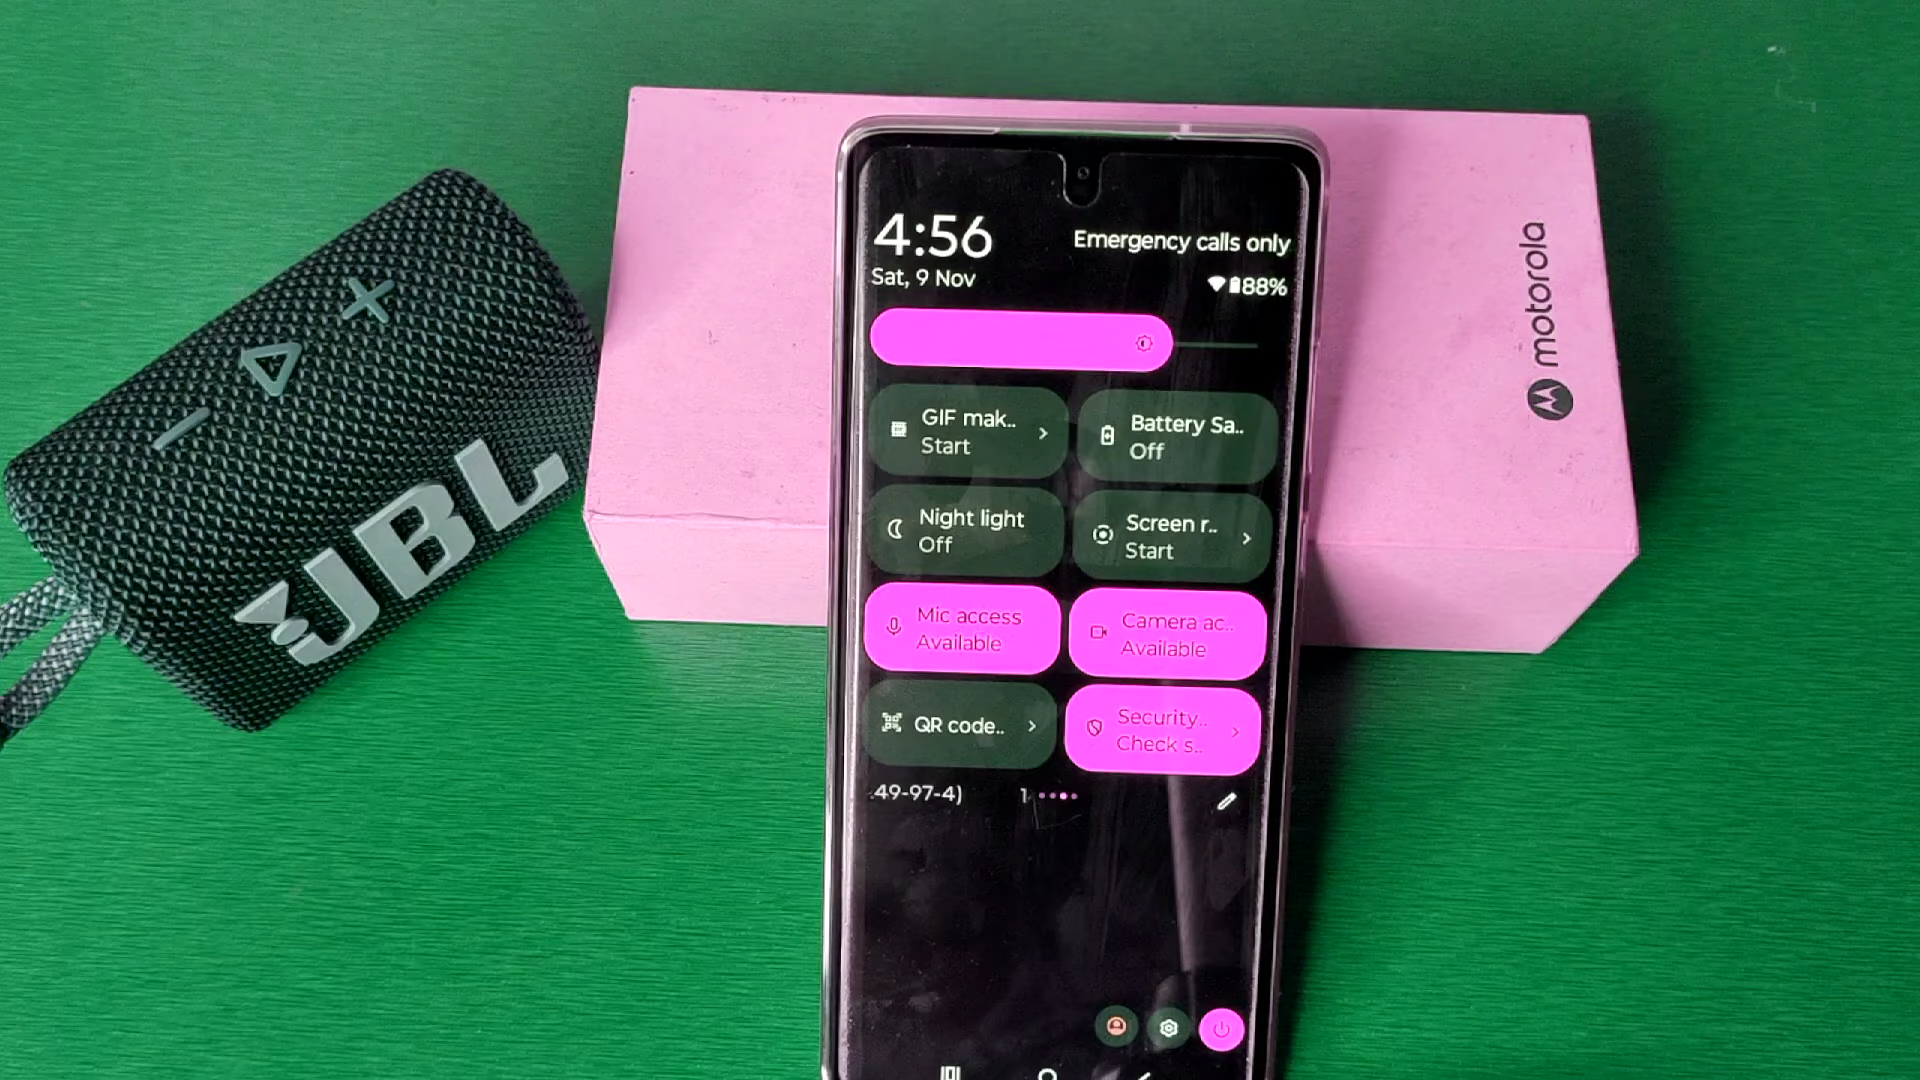 JBL
motorola
4:56
Emergency calls only
Sat, 9 Nov
88%
GIF mak..
Start
Battery Sa..
Off
Night light
Off
Screen r..
Start
Mic access
Available
Camera ac..
Available
QR code..
Security..
Check s..
.49-97-4)
1